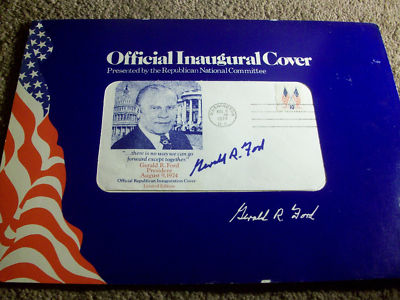 Official Inaugural Cover
Presented by the Republican National Committee
"...there is no way we can go
forward except together"
Gerald R. Ford
President
August 9, 1974
Official Republican Inauguration Cover
Limited Edition
10
Gerald R. Ford
Gerald R. Ford